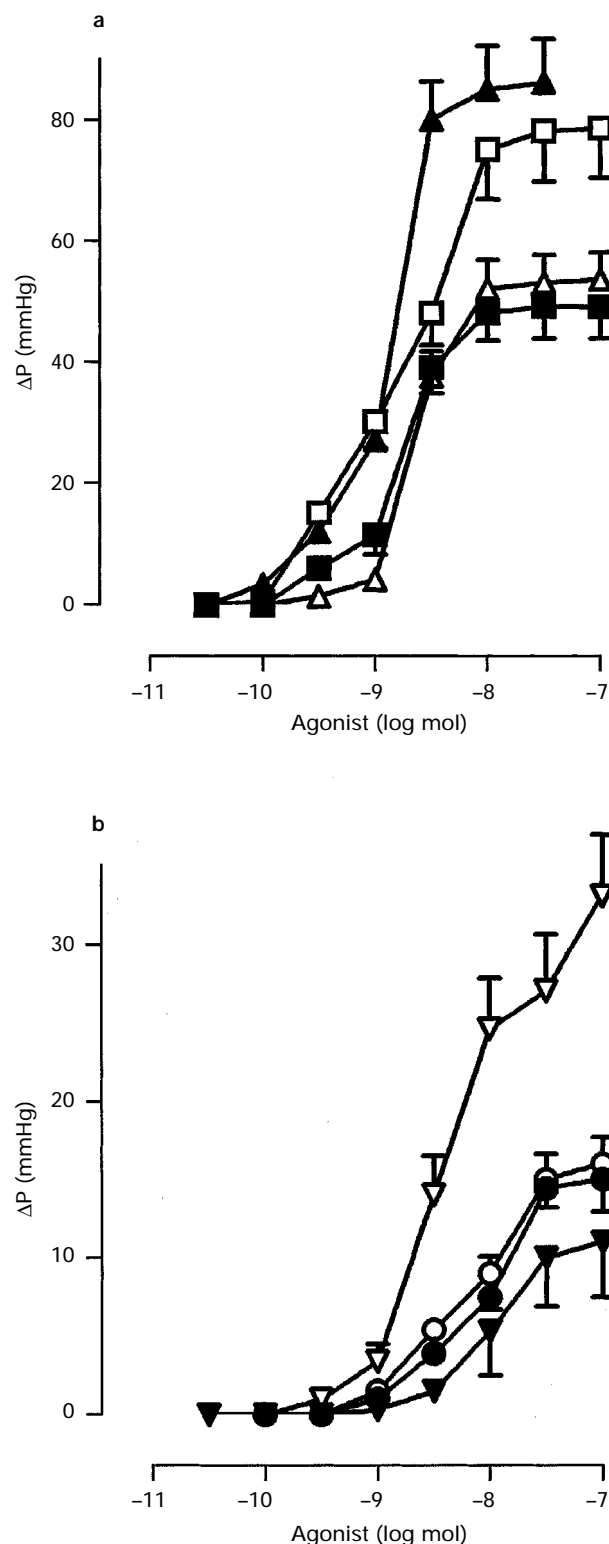 a
80
60
40
20
0
ΔP (mmHg)
–11 –10 –9 –8 –7
Agonist (log mol)
b
30
20
10
0
ΔP (mmHg)
–11 –10 –9 –8 –7
Agonist (log mol)